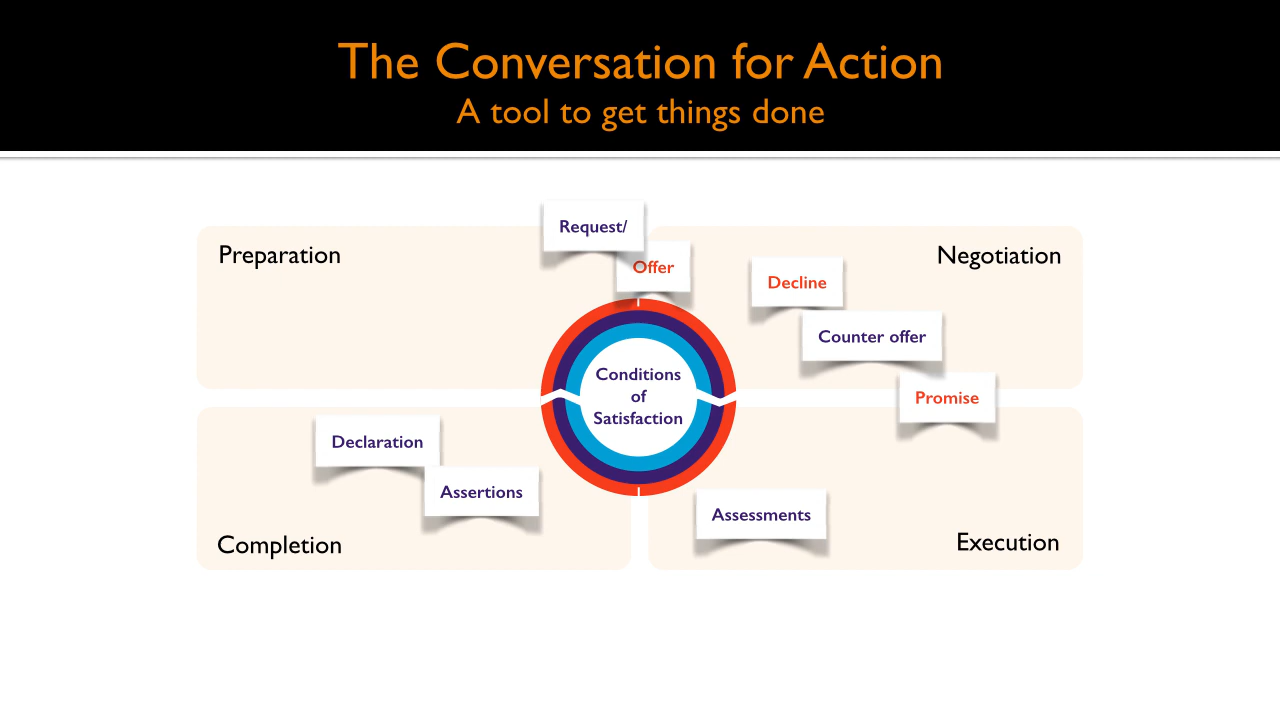 The Conversation for Action
A tool to get things done
Request/
Preparation
Negotiation
Offer
Decline
Counter offer
Conditions
of
Satisfaction
Promise
Declaration
Assertions
Assessments
Completion
Execution